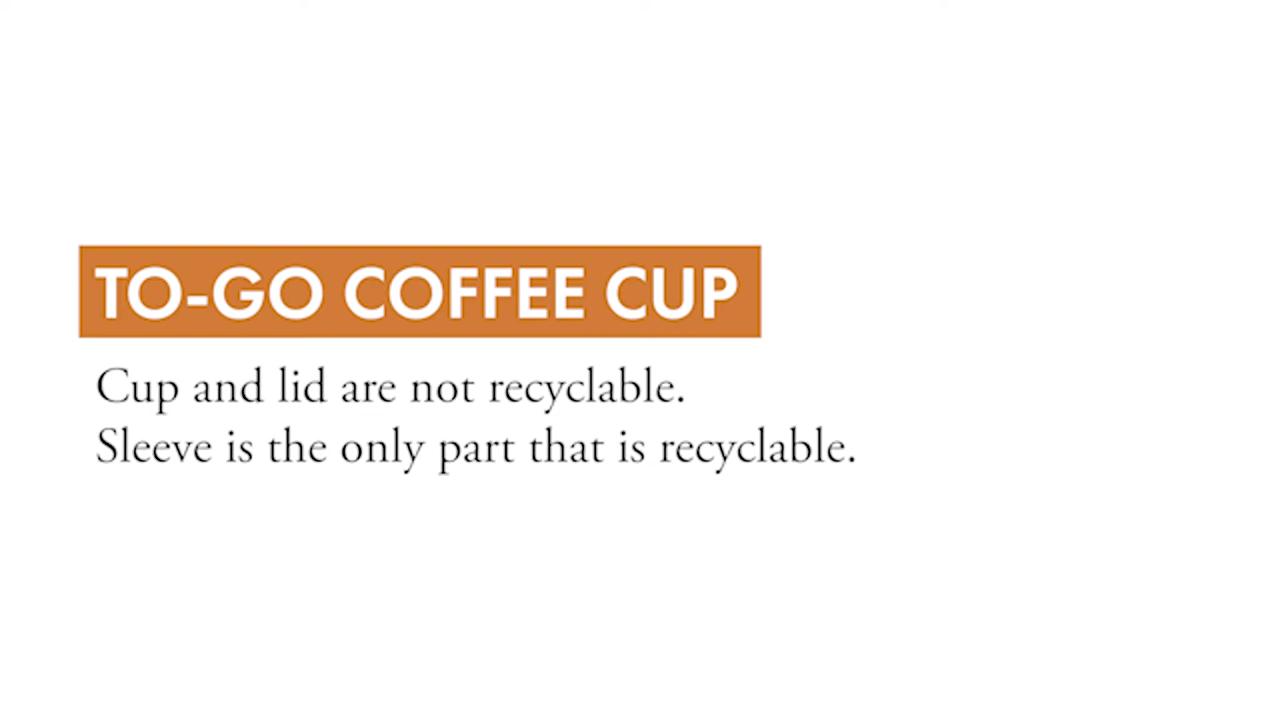 TO-GO COFFEE CUP
Cup and lid are not recyclable.
Sleeve is the only part that is recyclable.